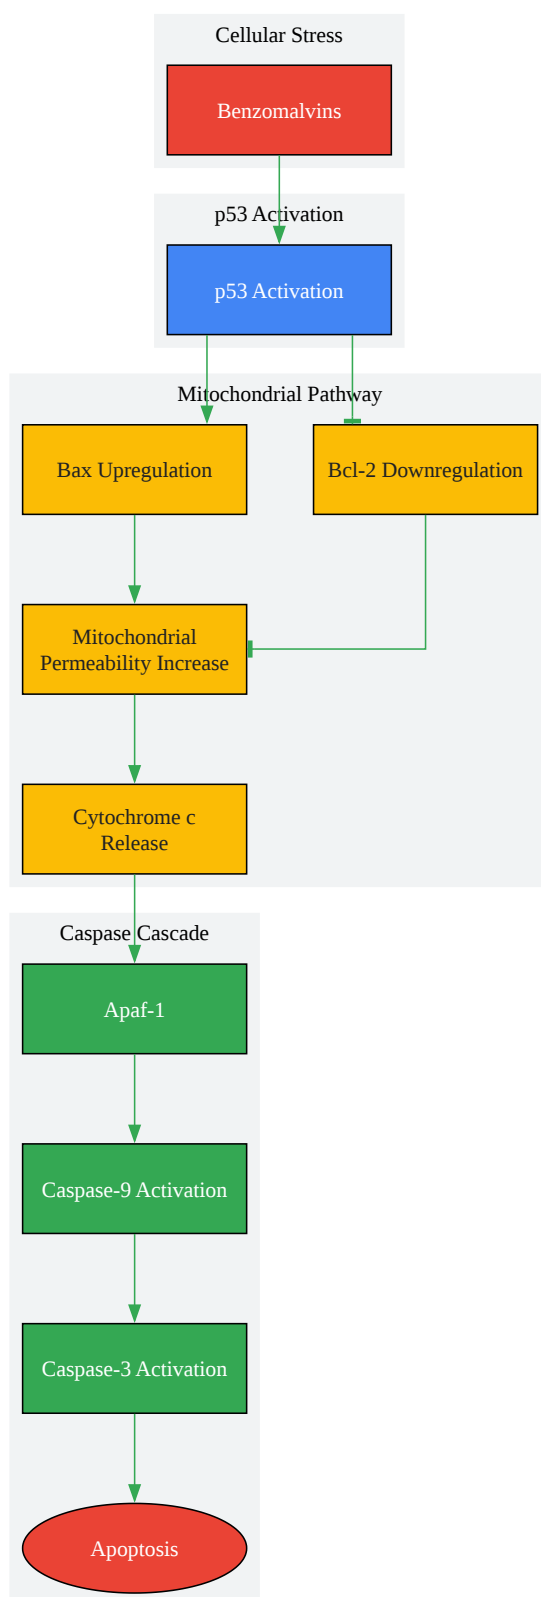 Cellular Stress
Benzomalvins
p53 Activation
p53 Activation
Mitochondrial Pathway
Bax Upregulation
Bcl-2 Downregulation
Mitochondrial
Permeability Increase
Cytochrome c
Release
Caspase Cascade
Apaf-1
Caspase-9 Activation
Caspase-3 Activation
Apoptosis